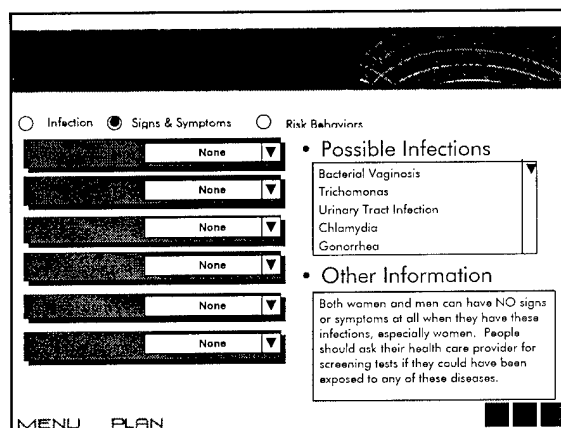 Infection Signs & Symptoms Risk Behaviors
None
None
None
None
None
None
• Possible Infections
Bacterial Vaginosis
Trichomonas
Urinary Tract Infection
Chlamydia
Gonorrhea
• Other Information
Both women and men can have NO signs
or symptoms at all when they have these
infections, especially women. People
should ask their health care provider for
screening tests if they could have been
exposed to any of these diseases.
MENU PLAN